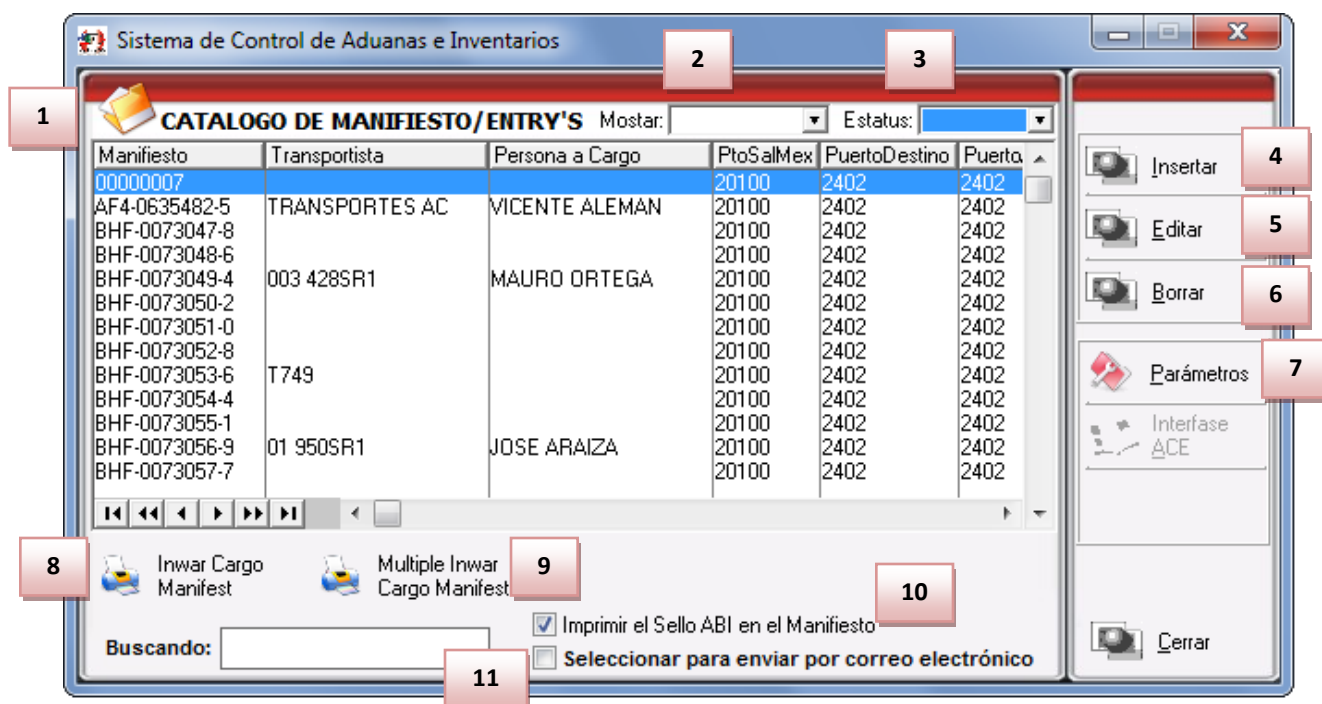 Sistema de Control de Aduanas e Inventarios
2
3
1
CATALOGO DE MANIFIESTO/ENTRY'S Mostar: Estatus:
Manifiesto Transportista Persona a Cargo PtoSalMex PuertoDestino Puerto
00000007 20100 2402 2402
AF4-0635482-5 TRANSPORTES AC VICENTE ALEMAN 20100 2402 2402
BHF-0073047-8 20100 2402 2402
BHF-0073048-6 20100 2402 2402
BHF-0073049-4 003 428SR1 MAURO ORTEGA 20100 2402 2402
BHF-0073050-2 20100 2402 2402
BHF-0073051-0 20100 2402 2402
BHF-0073052-8 20100 2402 2402
BHF-0073053-6 T749 20100 2402 2402
BHF-0073054-4 20100 2402 2402
BHF-0073055-1 20100 2402 2402
BHF-0073056-9 01 950SR1 JOSE ARAIZA 20100 2402 2402
BHF-0073057-7 20100 2402 2402
Insertar 4
Editar 5
Borrar 6
Parámetros 7
Interfase
ACE
8 Inwar Cargo
Manifest
Multiple Inwar
Cargo Manifest
9
10
Imprimir el Sello ABI en el Manifiesto
Buscando:
Seleccionar para enviar por correo electrónico
11
Cerrar